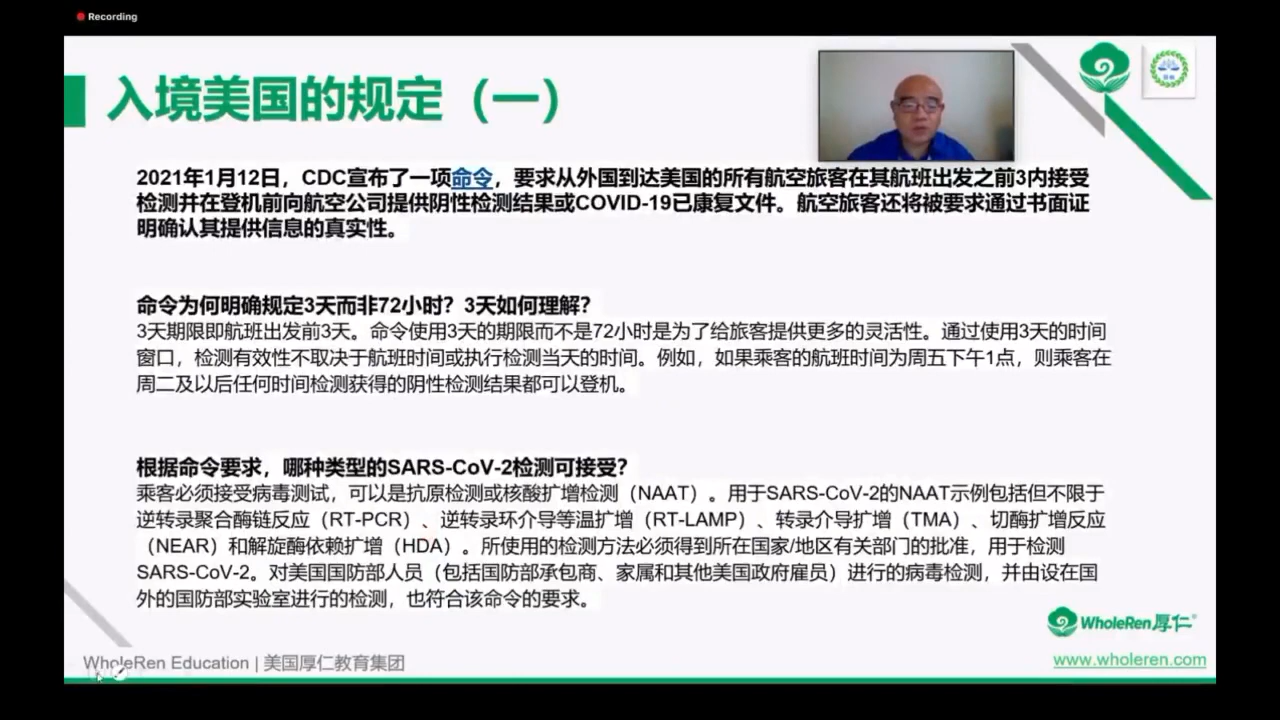 Recording
入境美国的规定（一）
2021年1月12日，CDC宣布了一项命令，要求从外国到达美国的所有航空旅客在其航班出发之前3内接受
检测并在登机前向航空公司提供阴性检测结果或COVID-19已康复文件。航空旅客还将被要求通过书面证
明确认其提供信息的真实性。
命令为何明确规定3天而非72小时？3天如何理解？
3天期限即航班出发前3天。命令使用3天的期限而不是72小时是为了给旅客提供更多的灵活性。通过使用3天的时间
窗口，检测有效性不取决于航班时间或执行检测当天的时间。例如，如果乘客的航班时间为周五下午1点，则乘客在
周二及以后任何时间检测获得的阴性检测结果都可以登机。
根据命令要求，哪种类型的SARS-CoV-2检测可接受？
乘客必须接受病毒测试，可以是抗原检测或核酸扩增检测（NAAT）。用于SARS-CoV-2的NAAT示例包括但不限于
逆转录聚合酶链反应（RT-PCR）、逆转录环介导等温扩增（RT-LAMP）、转录介导扩增（TMA）、切酶扩增反应
（NEAR）和解旋酶依赖扩增（HDA）。所使用的检测方法必须得到所在国家/地区有关部门的批准，用于检测
SARS-CoV-2。对美国国防部人员（包括国防部承包商、家属和其他美国政府雇员）进行的病毒检测，并由设在国
外的国防部实验室进行的检测，也符合该命令的要求。
WholeRen厚仁®
WholeRen Education | 美国厚仁教育集团
www.wholeren.com